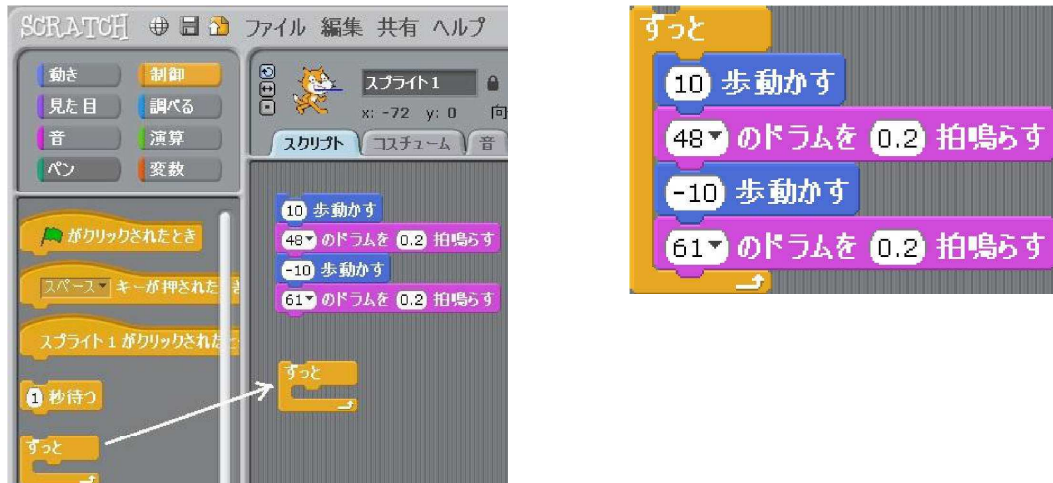 SCRATCH ファイル 編集 共有 ヘルプ
動き 制御
見た目 調べる
音 演算
ペン 変数
スプライト1
x: -72 y: 0 向
スクリプト コスチューム 音
がクリックされたとき
スペース キーが押された
スプライト1がクリックされた
1 秒待つ
ずっと
10 歩動かす
48 のドラムを 0.2 拍鳴らす
-10 歩動かす
61 のドラムを 0.2 拍鳴らす
ずっと
ずっと
10 歩動かす
48 のドラムを 0.2 拍鳴らす
-10 歩動かす
61 のドラムを 0.2 拍鳴らす